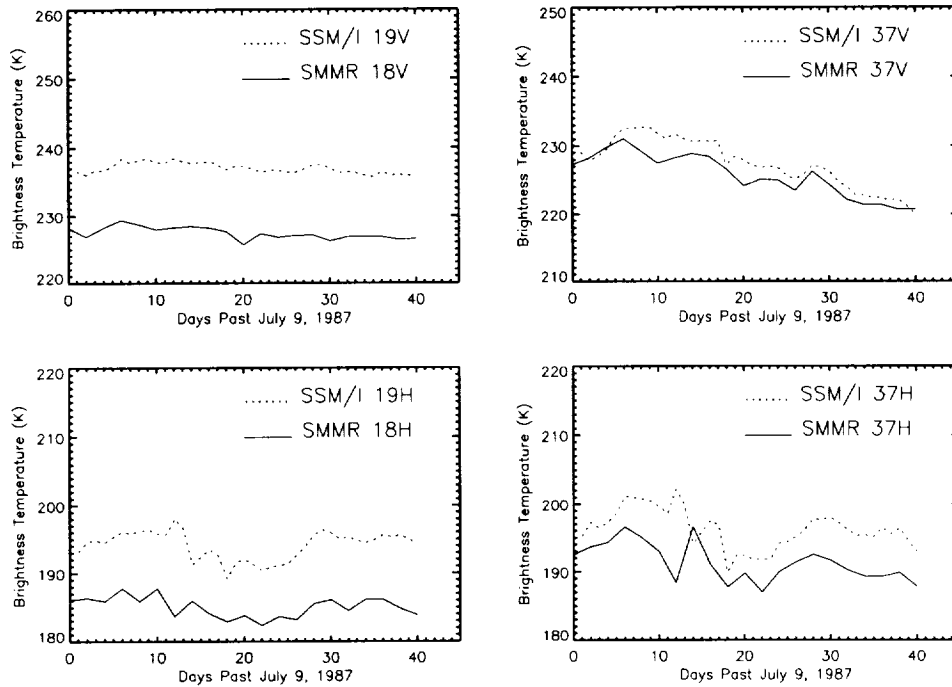 SSM/I 19V
SMMR 18V
Brightness Temperature (K)
260
250
240
230
220
0 10 20 30 40
Days Past July 9, 1987
SSM/I 37V
SMMR 37V
Brightness Temperature (K)
250
240
230
220
210
0 10 20 30 40
Days Past July 9, 1987
SSM/I 19H
SMMR 18H
Brightness Temperature (K)
220
210
200
190
180
0 10 20 30 40
Days Past July 9, 1987
SSM/I 37H
SMMR 37H
Brightness Temperature (K)
220
210
200
190
180
0 10 20 30 40
Days Past July 9, 1987